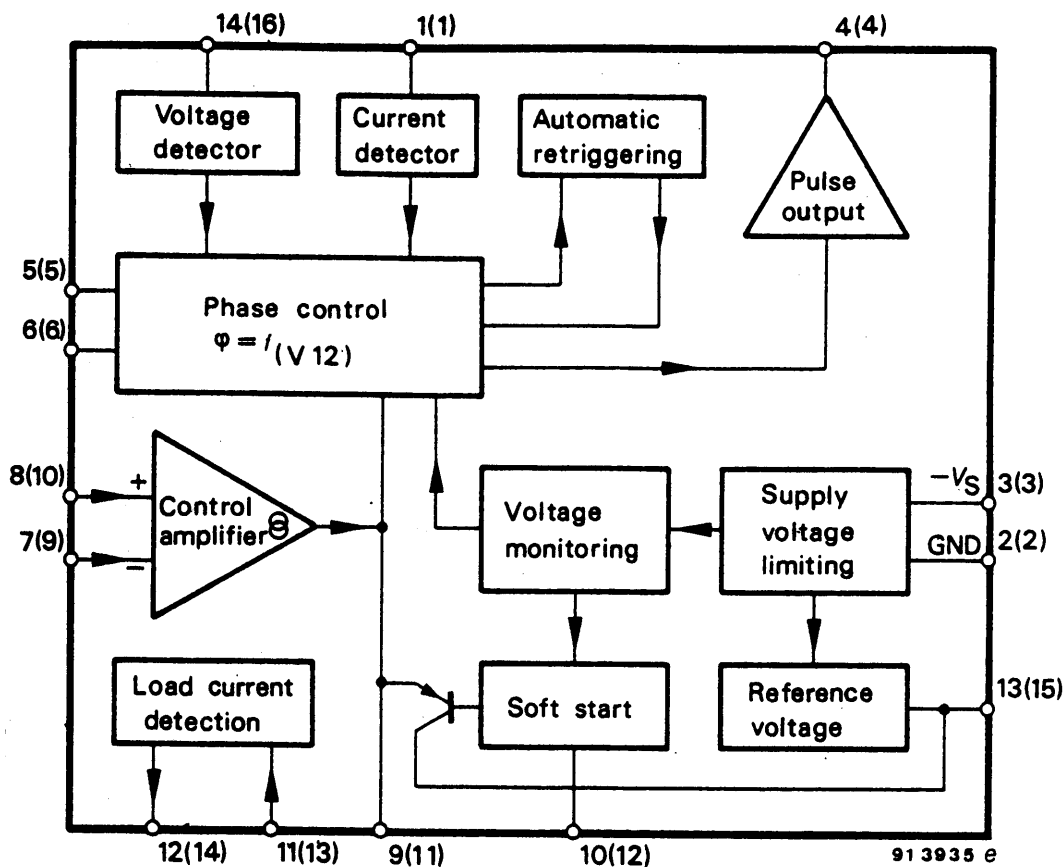 14(16)
1(1)
4(4)
Voltage
detector
Current
detector
Automatic
retriggering
Pulse
output
5(5)
6(6)
Phase control
φ = f (V 12)
8(10)
7(9)
+
−
Control
amplifier
Voltage
monitoring
Supply
voltage
limiting
−VS
3(3)
GND
2(2)
Load current
detection
Soft start
Reference
voltage
13(15)
12(14)
11(13)
9(11)
10(12)
91 3935 e